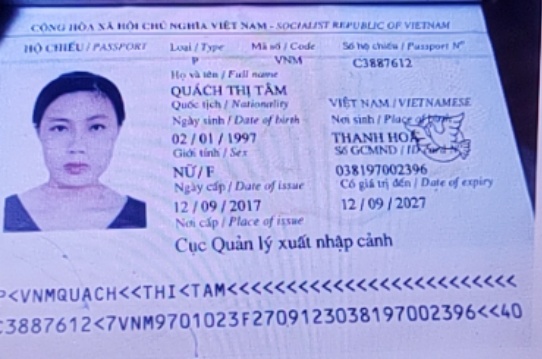 CỘNG HÒA XÃ HỘI CHỦ NGHĨA VIỆT NAM - SOCIALIST REPUBLIC OF VIETNAM
HỘ CHIẾU / PASSPORT Loại / Type Mã số / Code Số hộ chiếu / Passport Nº
P VNM C3887612
Họ và tên / Full name
QUÁCH THỊ TÂM
Quốc tịch / Nationality VIỆT NAM / VIETNAMESE
Ngày sinh / Date of birth Nơi sinh / Place of birth
02 / 01 / 1997 THANH HOÁ
Giới tính / Sex Số GCMND /
NỮ / F 038197002396
Ngày cấp / Date of issue Có giá trị đến / Date of expiry
12 / 09 / 2017 12 / 09 / 2027
Nơi cấp / Place of issue
Cục Quản lý xuất nhập cảnh
P<VNMQUACH<<THI<TAM<<<<<<<<<<<<<<<<<<<<<<<<<
C3887612<7VNM9701023F2709123038197002396<<40